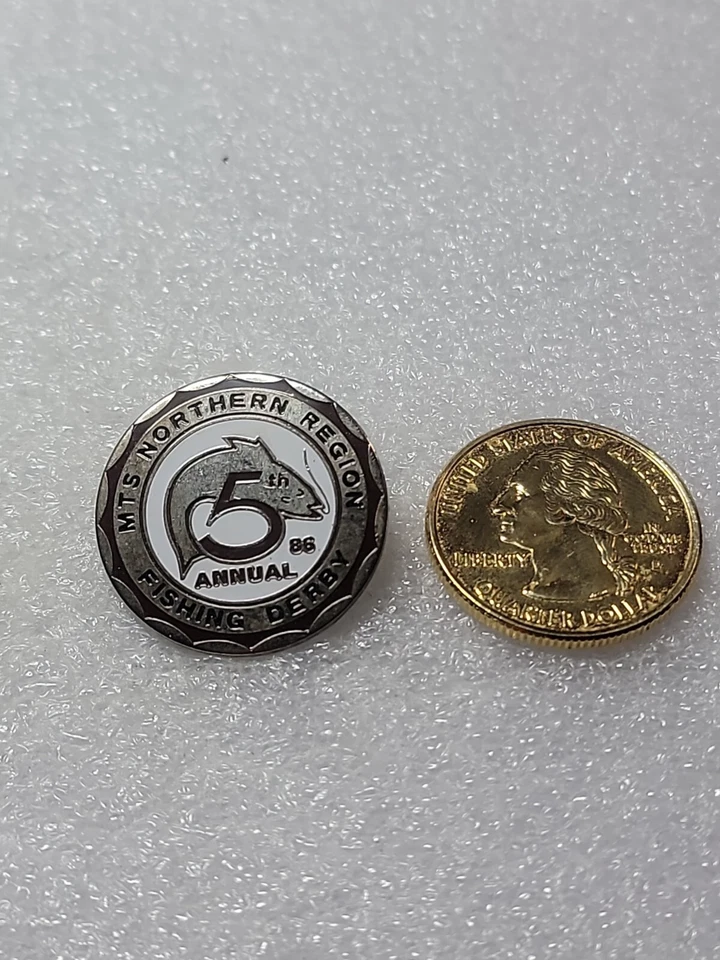 MTS NORTHERN REGION
5th
86
ANNUAL
FISHING DERBY
UNITED STATES OF AMERICA
LIBERTY
IN
GOD WE
TRUST
QUARTER DOLLAR